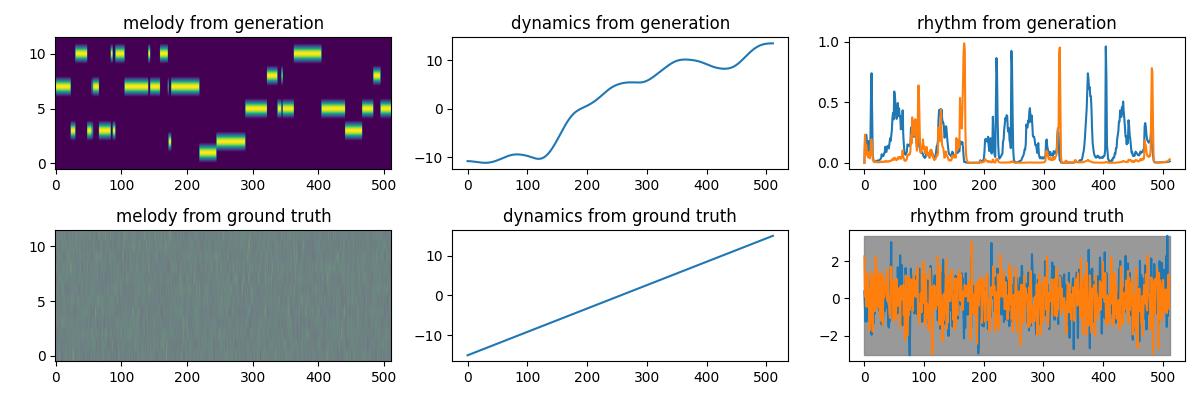 melody from generation
dynamics from generation
rhythm from generation
10
5
0
0 100 200 300 400 500
10
0
−10
0 100 200 300 400 500
1.0
0.5
0.0
0 100 200 300 400 500
melody from ground truth
dynamics from ground truth
rhythm from ground truth
10
5
0
0 100 200 300 400 500
10
0
−10
0 100 200 300 400 500
2
0
−2
0 100 200 300 400 500